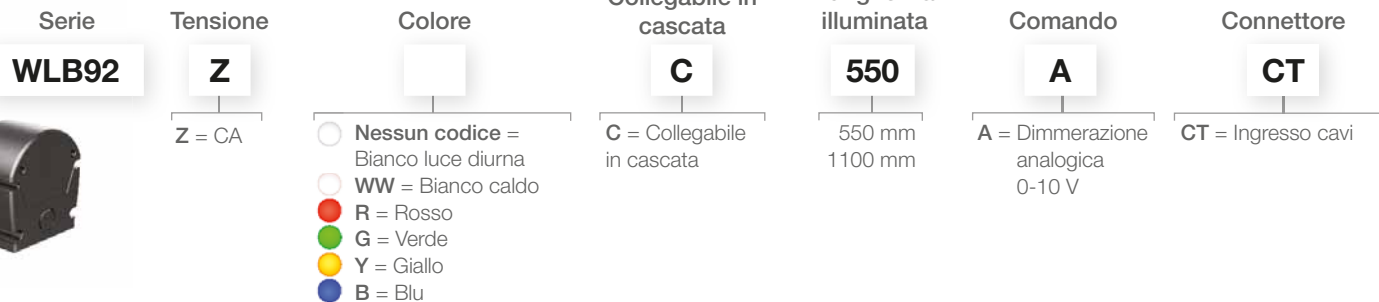 Serie
Tensione
Colore
cascata
illuminata
Comando
Connettore
WLB92
Z
C
550
A
CT
Z = CA
Nessun codice =
Bianco luce diurna
WW = Bianco caldo
R = Rosso
G = Verde
Y = Giallo
B = Blu
C = Collegabile
in cascata
550 mm
1100 mm
A = Dimmerazione
analogica
0-10 V
CT = Ingresso cavi